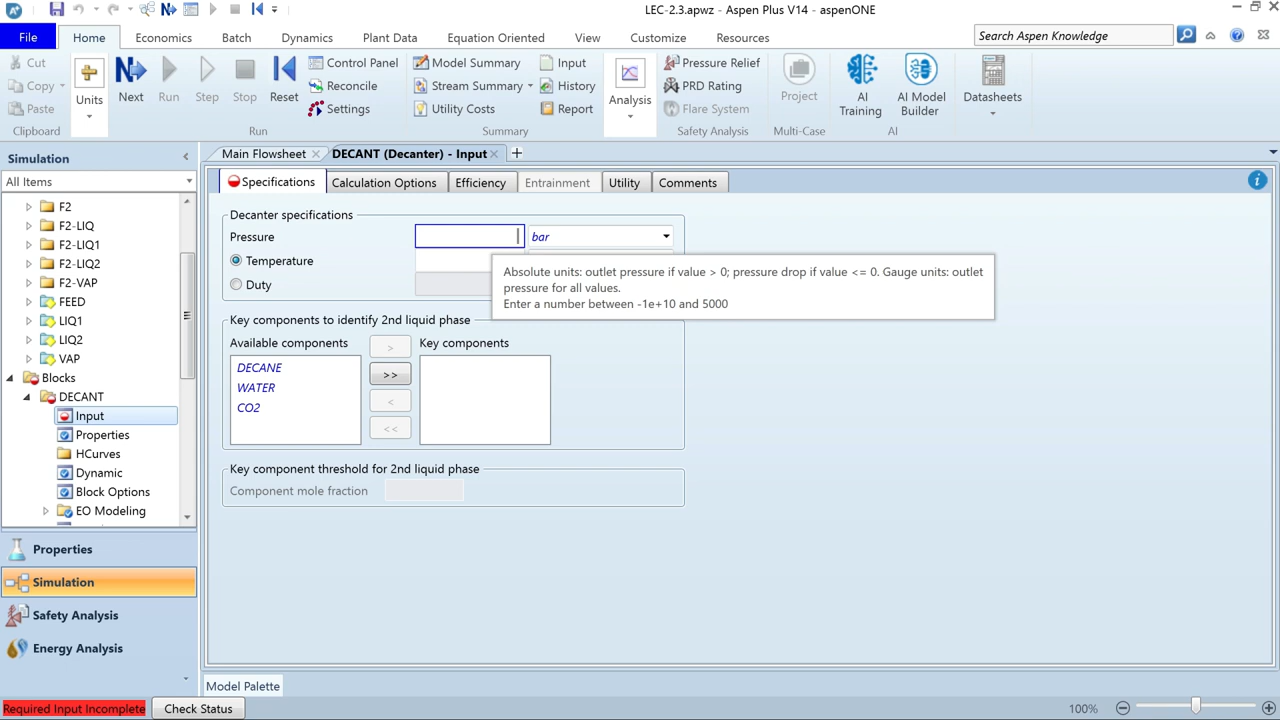 LEC-2.3.apwz - Aspen Plus V14 - aspenONE
File Home Economics Batch Dynamics Plant Data Equation Oriented View Customize Resources Search Aspen Knowledge
Cut
Copy
Paste
Clipboard
Units
Next Run Step Stop Reset
Control Panel
Reconcile
Settings
Run
Model Summary Input
Stream Summary History
Utility Costs Report
Summary
Analysis
Pressure Relief
PRD Rating
Flare System
Safety Analysis
Project
Multi-Case
AI Training
AI Model Builder
AI
Datasheets
Simulation
All Items
F2
F2-LIQ
F2-LIQ1
F2-LIQ2
F2-VAP
FEED
LIQ1
LIQ2
VAP
Blocks
DECANT
Input
Properties
HCurves
Dynamic
Block Options
EO Modeling
Properties
Simulation
Safety Analysis
Energy Analysis
Main Flowsheet DECANT (Decanter) - Input
Specifications Calculation Options Efficiency Entrainment Utility Comments
Decanter specifications
Pressure bar
Temperature
Duty
Absolute units: outlet pressure if value > 0; pressure drop if value <= 0. Gauge units: outlet
pressure for all values.
Enter a number between -1e+10 and 5000
Key components to identify 2nd liquid phase
Available components Key components
DECANE
WATER
CO2
>
>>
<
<<
Key component threshold for 2nd liquid phase
Component mole fraction
Model Palette
Required Input Incomplete Check Status 100%